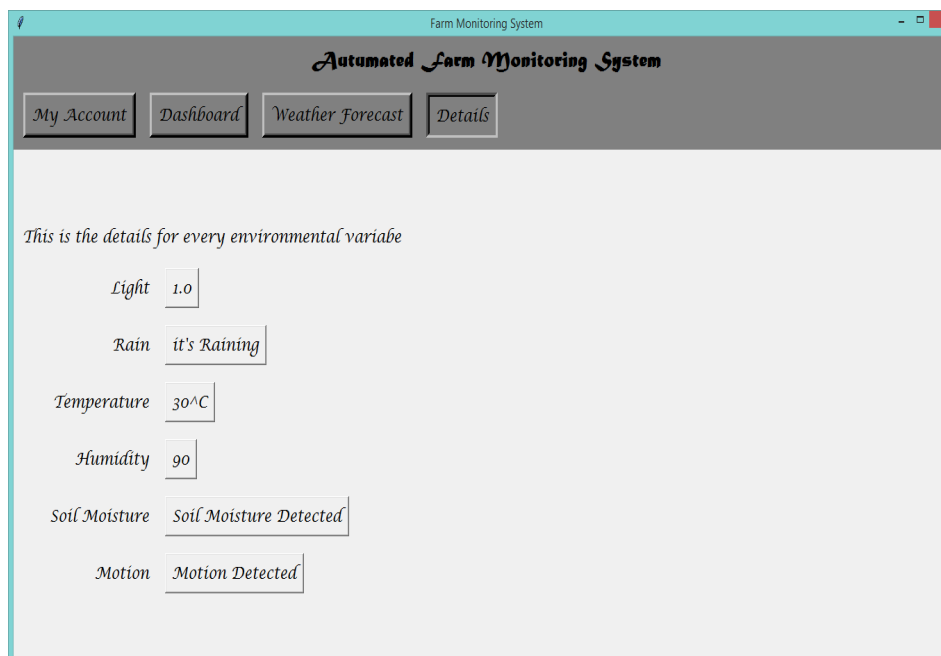 Farm Monitoring System
Autumated Farm Monitoring System
My Account Dashboard Weather Forecast Details
This is the details for every environmental variabe
Light 1.0
Rain it's Raining
Temperature 30^C
Humidity 90
Soil Moisture Soil Moisture Detected
Motion Motion Detected